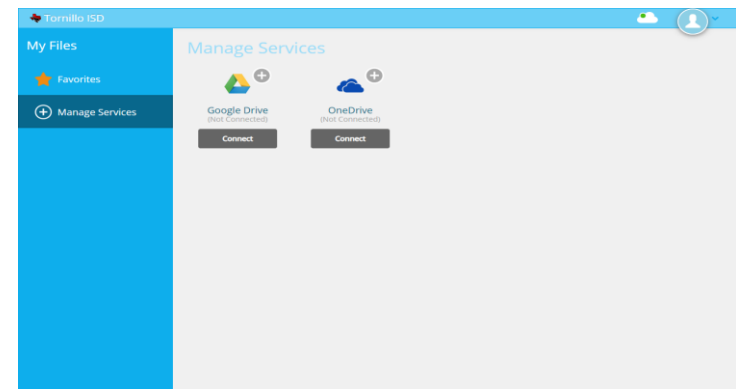 Tornillo ISD
My Files
Favorites
Manage Services
Manage Services
Google Drive
(Not Connected)
Connect
OneDrive
(Not Connected)
Connect